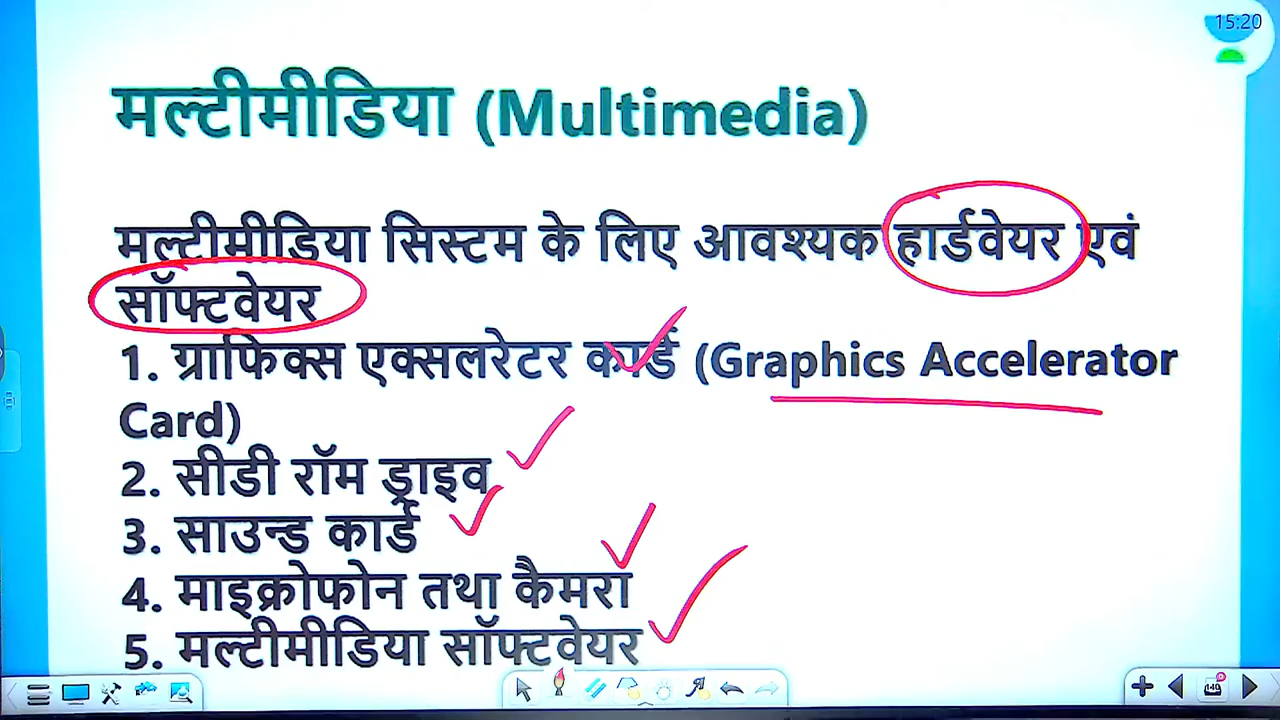 15:20
मल्टीमीडिया (Multimedia)
मल्टीमीडिया सिस्टम के लिए आवश्यक हार्डवेयर एवं
सॉफ्टवेयर
1. ग्राफिक्स एक्सलरेटर कार्ड (Graphics Accelerator
Card)
2. सीडी रॉम ड्राइव
3. साउन्ड कार्ड
4. माइक्रोफोन तथा कैमरा
5. मल्टीमीडिया सॉफ्टवेयर
140